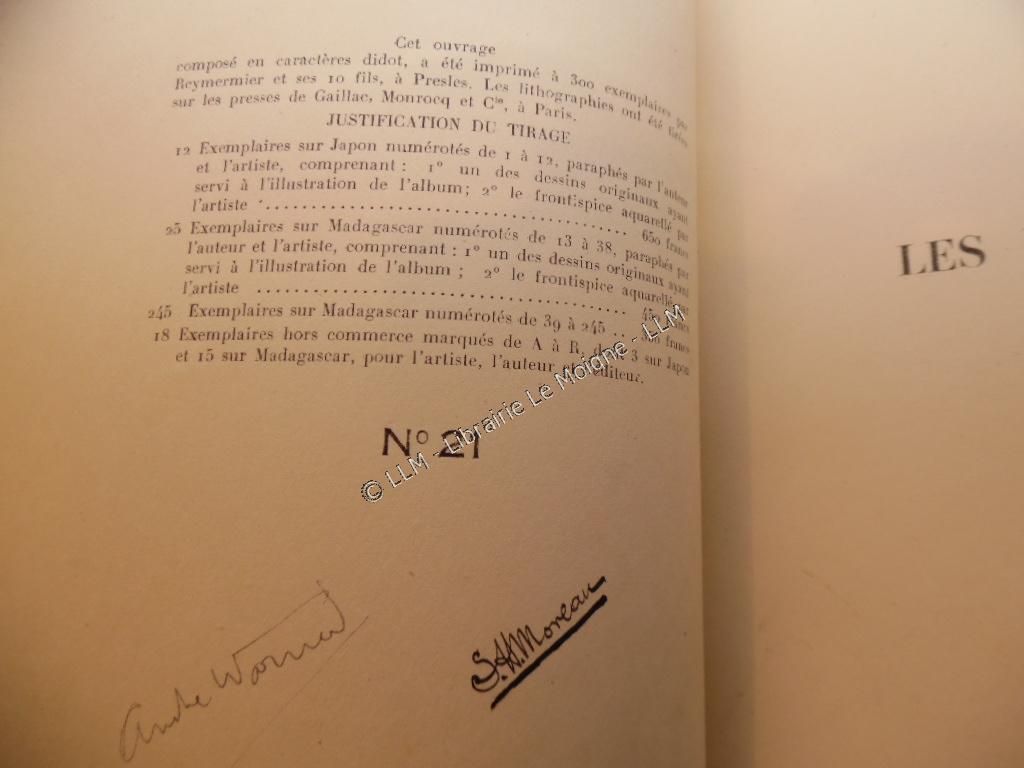 Cet ouvrage
composé en caractères didot, a été imprimé à 300 exemplaires par
Reymermier et ses 10 fils, à Presles. Les lithographies ont été tirées
sur les presses de Gaillac, Monrocq et Cie, à Paris.
JUSTIFICATION DU TIRAGE
12 Exemplaires sur Japon numérotés de 1 à 12, paraphés par l'auteur
et l'artiste, comprenant : 1° un des dessins originaux ayant
servi à l'illustration de l'album; 2° le frontispice aquarellé par
l'artiste ........................................ 650 francs
25 Exemplaires sur Madagascar numérotés de 13 à 38, paraphés par
l'auteur et l'artiste, comprenant : 1° un des dessins originaux ayant
servi à l'illustration de l'album ; 2° le frontispice aquarellé par
l'artiste ........................................ francs
245 Exemplaires sur Madagascar numérotés de 39 à 245 .. francs
18 Exemplaires hors commerce marqués de A à R, dont 3 sur Japon
et 15 sur Madagascar, pour l'artiste, l'auteur et l'éditeur.
N° 21
© LLM - Librairie Le Moigne - LLM
André
S.H. Moreau
LES